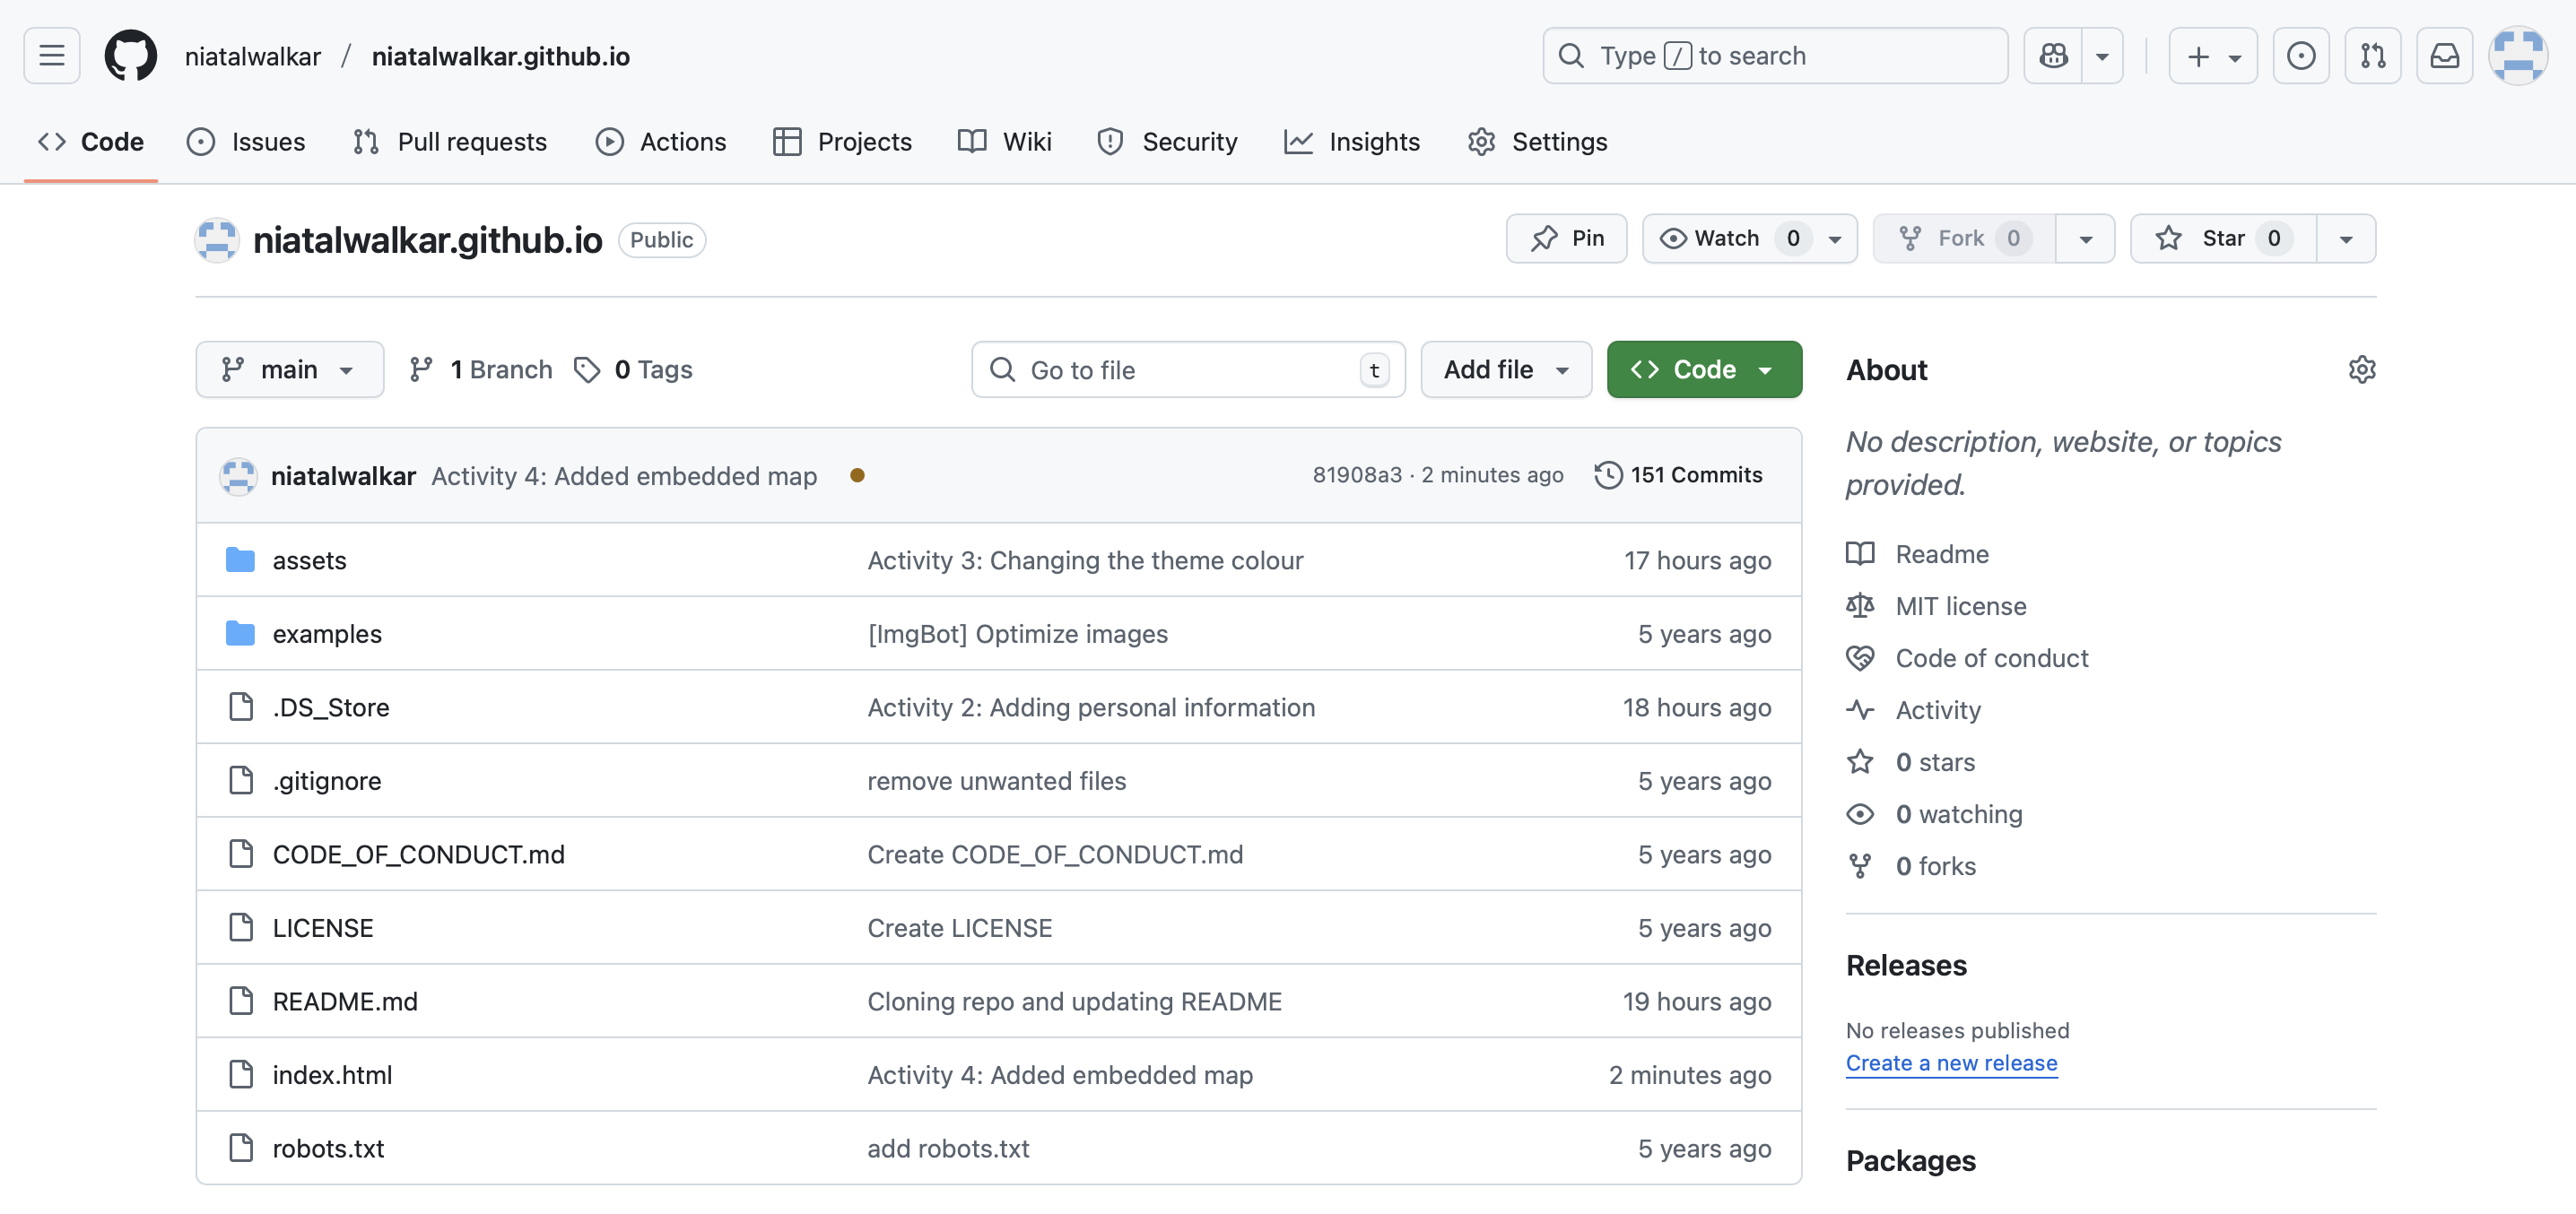 niatalwalkar / niatalwalkar.github.io Type / to search
Code Issues Pull requests Actions Projects Wiki Security Insights Settings
niatalwalkar.github.io Public Pin Watch 0 Fork 0 Star 0
main 1 Branch 0 Tags Go to file t Add file Code
niatalwalkar Activity 4: Added embedded map 81908a3 · 2 minutes ago 151 Commits
assets Activity 3: Changing the theme colour 17 hours ago
examples [ImgBot] Optimize images 5 years ago
.DS_Store Activity 2: Adding personal information 18 hours ago
.gitignore remove unwanted files 5 years ago
CODE_OF_CONDUCT.md Create CODE_OF_CONDUCT.md 5 years ago
LICENSE Create LICENSE 5 years ago
README.md Cloning repo and updating README 19 hours ago
index.html Activity 4: Added embedded map 2 minutes ago
robots.txt add robots.txt 5 years ago
About
No description, website, or topics
provided.
Readme
MIT license
Code of conduct
Activity
0 stars
0 watching
0 forks
Releases
No releases published
Create a new release
Packages